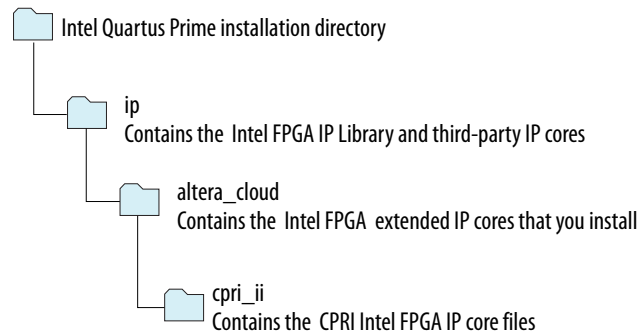 Intel Quartus Prime installation directory
ip
Contains the Intel FPGA IP Library and third-party IP cores
altera_cloud
Contains the Intel FPGA extended IP cores that you install
cpri_ii
Contains the CPRI Intel FPGA IP core files